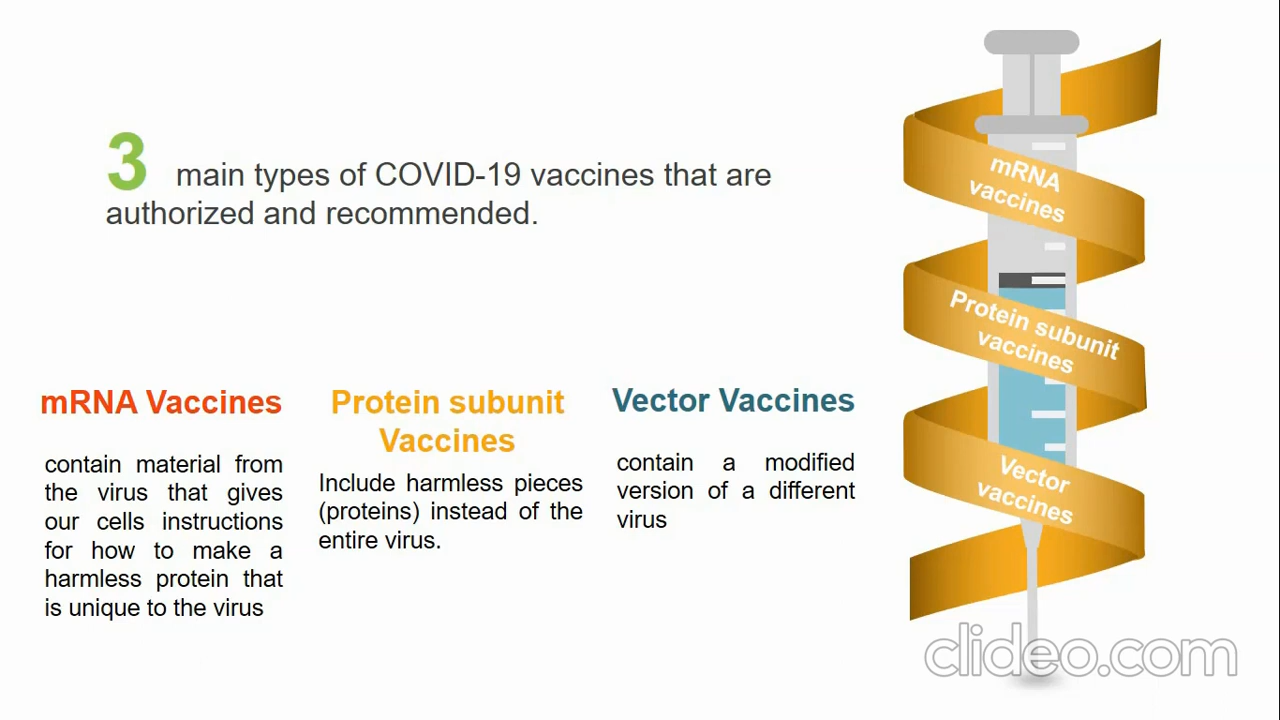 3 main types of COVID-19 vaccines that are
authorized and recommended.
mRNA Vaccines
contain material from
the virus that gives
our cells instructions
for how to make a
harmless protein that
is unique to the virus
Protein subunit
Vaccines
Include harmless pieces
(proteins) instead of the
entire virus.
Vector Vaccines
contain a modified
version of a different
virus
mRNA
vaccines
Protein subunit
vaccines
Vector
vaccines
clideo.com